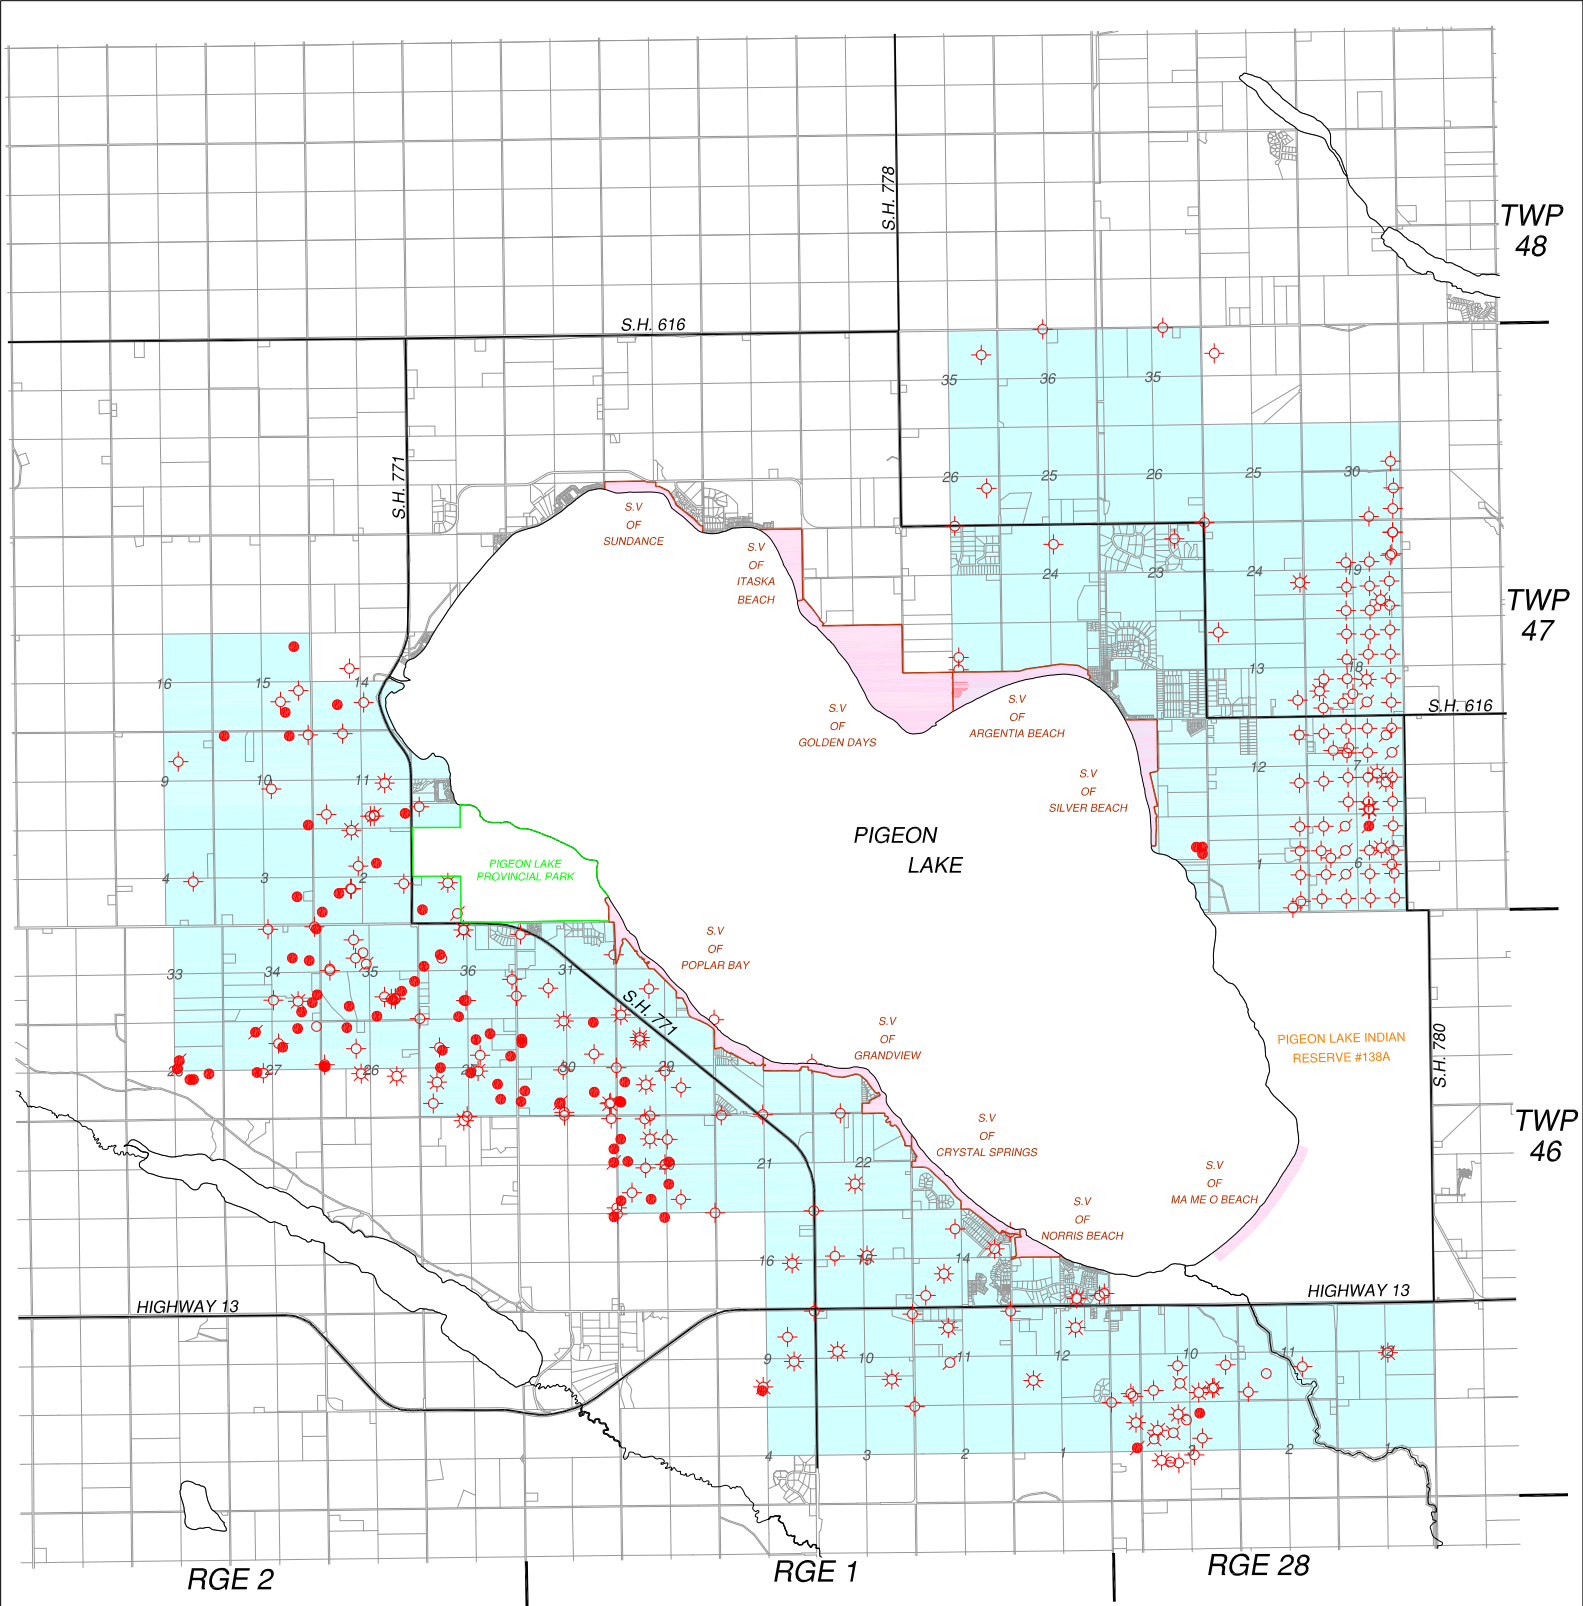 S.H. 778
TWP
48
S.H. 616
35
36
35
S.H. 771
26
25
26
25
30
S.V
OF
SUNDANCE
S.V
OF
ITASKA
BEACH
24
23
24
19
TWP
47
16
15
14
13
18
S.V
OF
GOLDEN DAYS
S.V
OF
ARGENTIA BEACH
S.H. 616
9
10
11
S.V
OF
SILVER BEACH
12
7
PIGEON
LAKE
PIGEON LAKE
PROVINCIAL PARK
4
3
2
1
6
33
34
35
36
31
S.V
OF
POPLAR BAY
S.H. 771
S.V
OF
GRANDVIEW
PIGEON LAKE INDIAN
RESERVE #138A
S.H. 780
28
27
26
25
30
29
S.V
OF
CRYSTAL SPRINGS
TWP
46
21
22
S.V
OF
MA ME O BEACH
S.V
OF
NORRIS BEACH
16
15
14
HIGHWAY 13
HIGHWAY 13
9
10
11
12
10
11
12
4
3
2
1
3
2
1
RGE 2
RGE 1
RGE 28